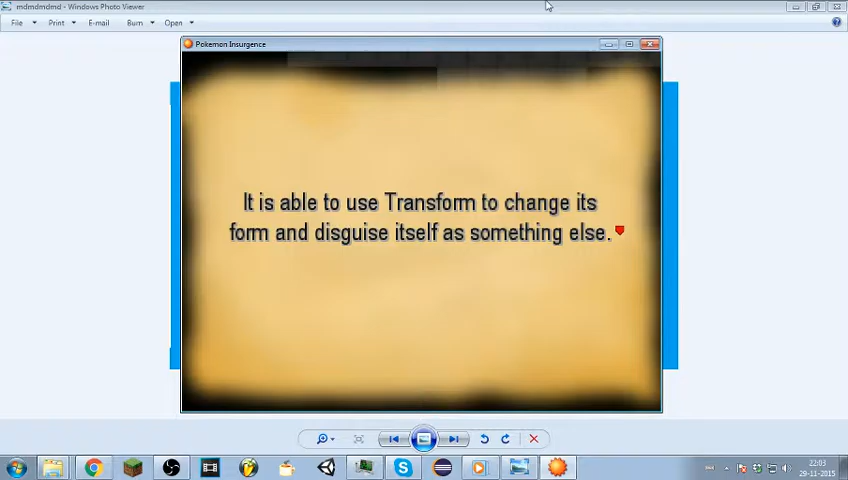 mdmdmdmd - Windows Photo Viewer
File Print E-mail Burn Open
Pokemon Insurgence
It is able to use Transform to change its
form and disguise itself as something else.
22:03
29-11-2015